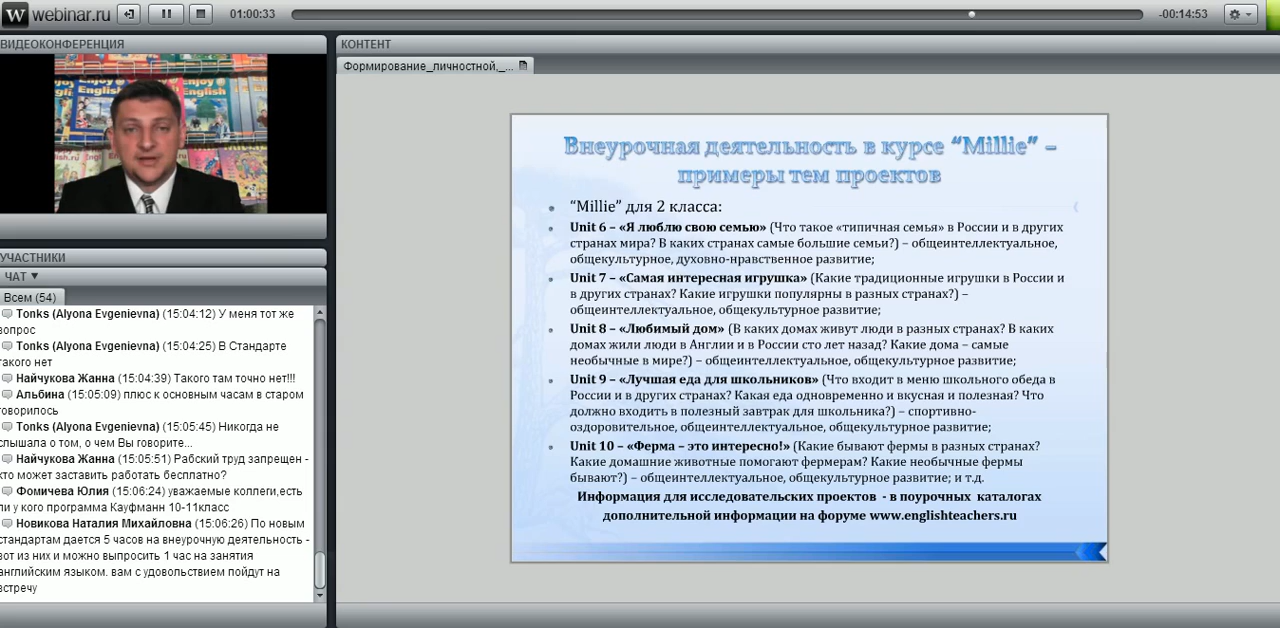 W webinar.ru
01:00:33
-00:14:53
ВИДЕОКОНФЕРЕНЦИЯ
Enjoy English
УЧАСТНИКИ
ЧАТ ▼
Всем (54)
Tonks (Alyona Evgenievna) (15:04:12) У меня тот же
вопрос
Tonks (Alyona Evgenievna) (15:04:25) В Стандарте
такого нет
Найчукова Жанна (15:04:39) Такого там точно нет!!!
Альбина (15:05:09) плюс к основным часам в старом
говорилось
Tonks (Alyona Evgenievna) (15:05:45) Никогда не
слышала о том, о чем Вы говорите...
Найчукова Жанна (15:05:51) Рабский труд запрещен -
кто может заставить работать бесплатно?
Фомичева Юлия (15:06:24) уважаемые коллеги,есть
ли у кого программа Кауфманн 10-11класс
Новикова Наталия Михайловна (15:06:26) По новым
стандартам дается 5 часов на внеурочную деятельность -
вот из них и можно выпросить 1 час на занятия
английским языком. вам с удовольствием пойдут на
встречу
КОНТЕНТ
Формирование_личностной,_...
Внеурочная деятельность в курсе “Millie” –
примеры тем проектов
“Millie” для 2 класса:
Unit 6 – «Я люблю свою семью» (Что такое «типичная семья» в России и в других
странах мира? В каких странах самые большие семьи?) – общеинтеллектуальное,
общекультурное, духовно-нравственное развитие;
Unit 7 – «Самая интересная игрушка» (Какие традиционные игрушки в России и
в других странах? Какие игрушки популярны в разных странах?) –
общеинтеллектуальное, общекультурное развитие;
Unit 8 – «Любимый дом» (В каких домах живут люди в разных странах? В каких
домах жили люди в Англии и в России сто лет назад? Какие дома – самые
необычные в мире?) – общеинтеллектуальное, общекультурное развитие;
Unit 9 – «Лучшая еда для школьников» (Что входит в меню школьного обеда в
России и в других странах? Какая еда одновременно и вкусная и полезная? Что
должно входить в полезный завтрак для школьника?) – спортивно-
оздоровительное, общеинтеллектуальное, общекультурное развитие;
Unit 10 – «Ферма – это интересно!» (Какие бывают фермы в разных странах?
Какие домашние животные помогают фермерам? Какие необычные фермы
бывают?) – общеинтеллектуальное, общекультурное развитие; и т.д.
Информация для исследовательских проектов - в поурочных каталогах
дополнительной информации на форуме www.englishteachers.ru